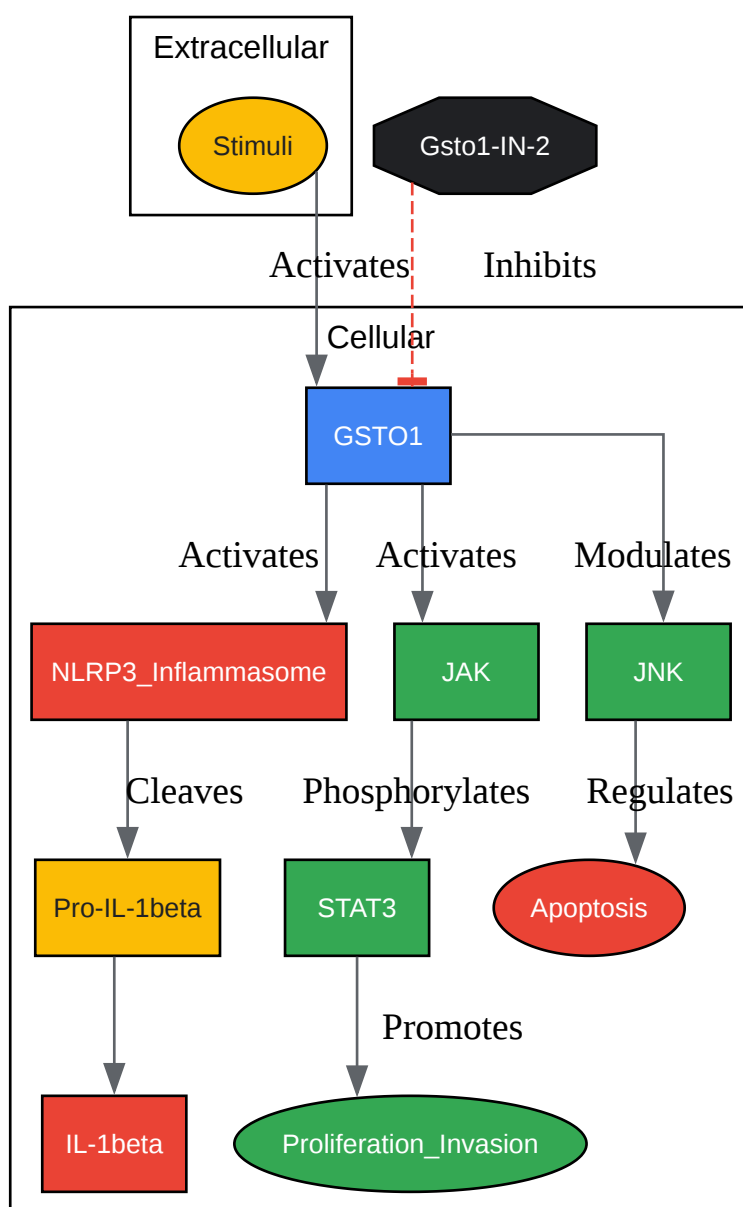 Extracellular
Stimuli
Gsto1-IN-2
Activates
Inhibits
Cellular
GSTO1
Activates
Activates
Modulates
NLRP3_Inflammasome
JAK
JNK
Cleaves
Phosphorylates
Regulates
Pro-IL-1beta
STAT3
Apoptosis
Promotes
IL-1beta
Proliferation_Invasion